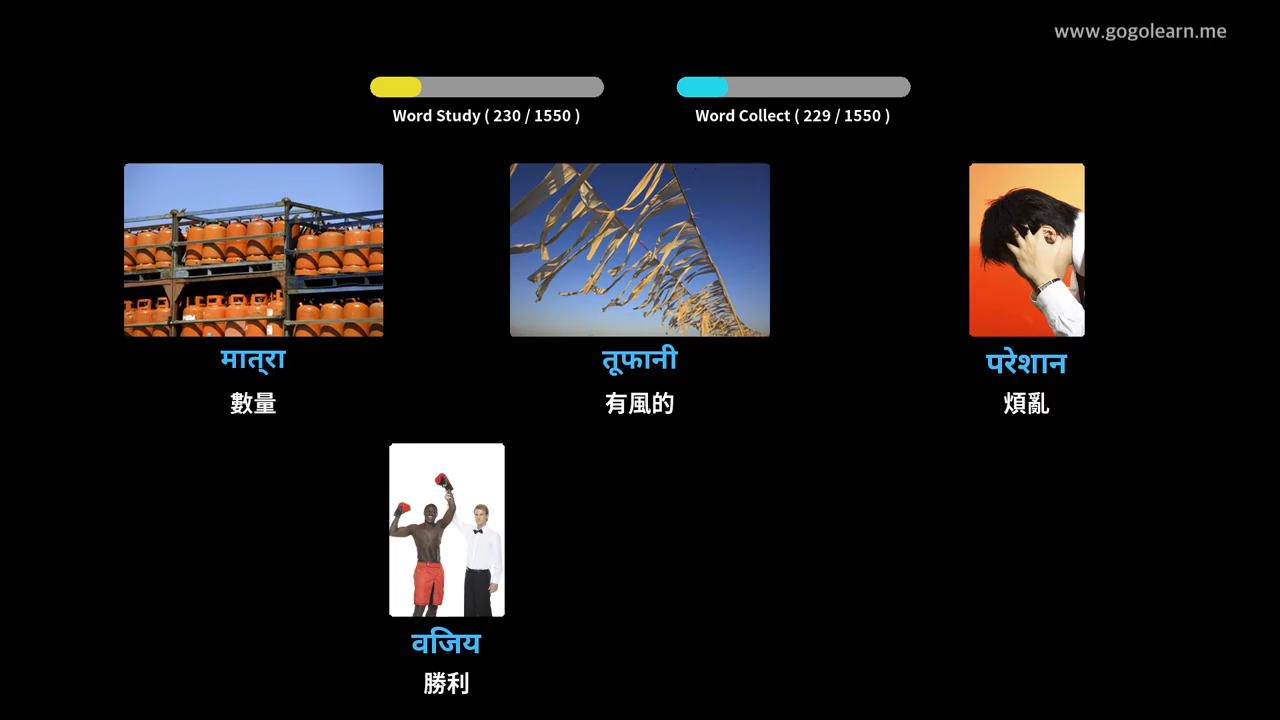 www.gogolearn.me
Word Study ( 230 / 1550 )
Word Collect ( 229 / 1550 )
मात्रा
तूफानी
परेशान
數量
有風的
煩亂
वजिय
勝利